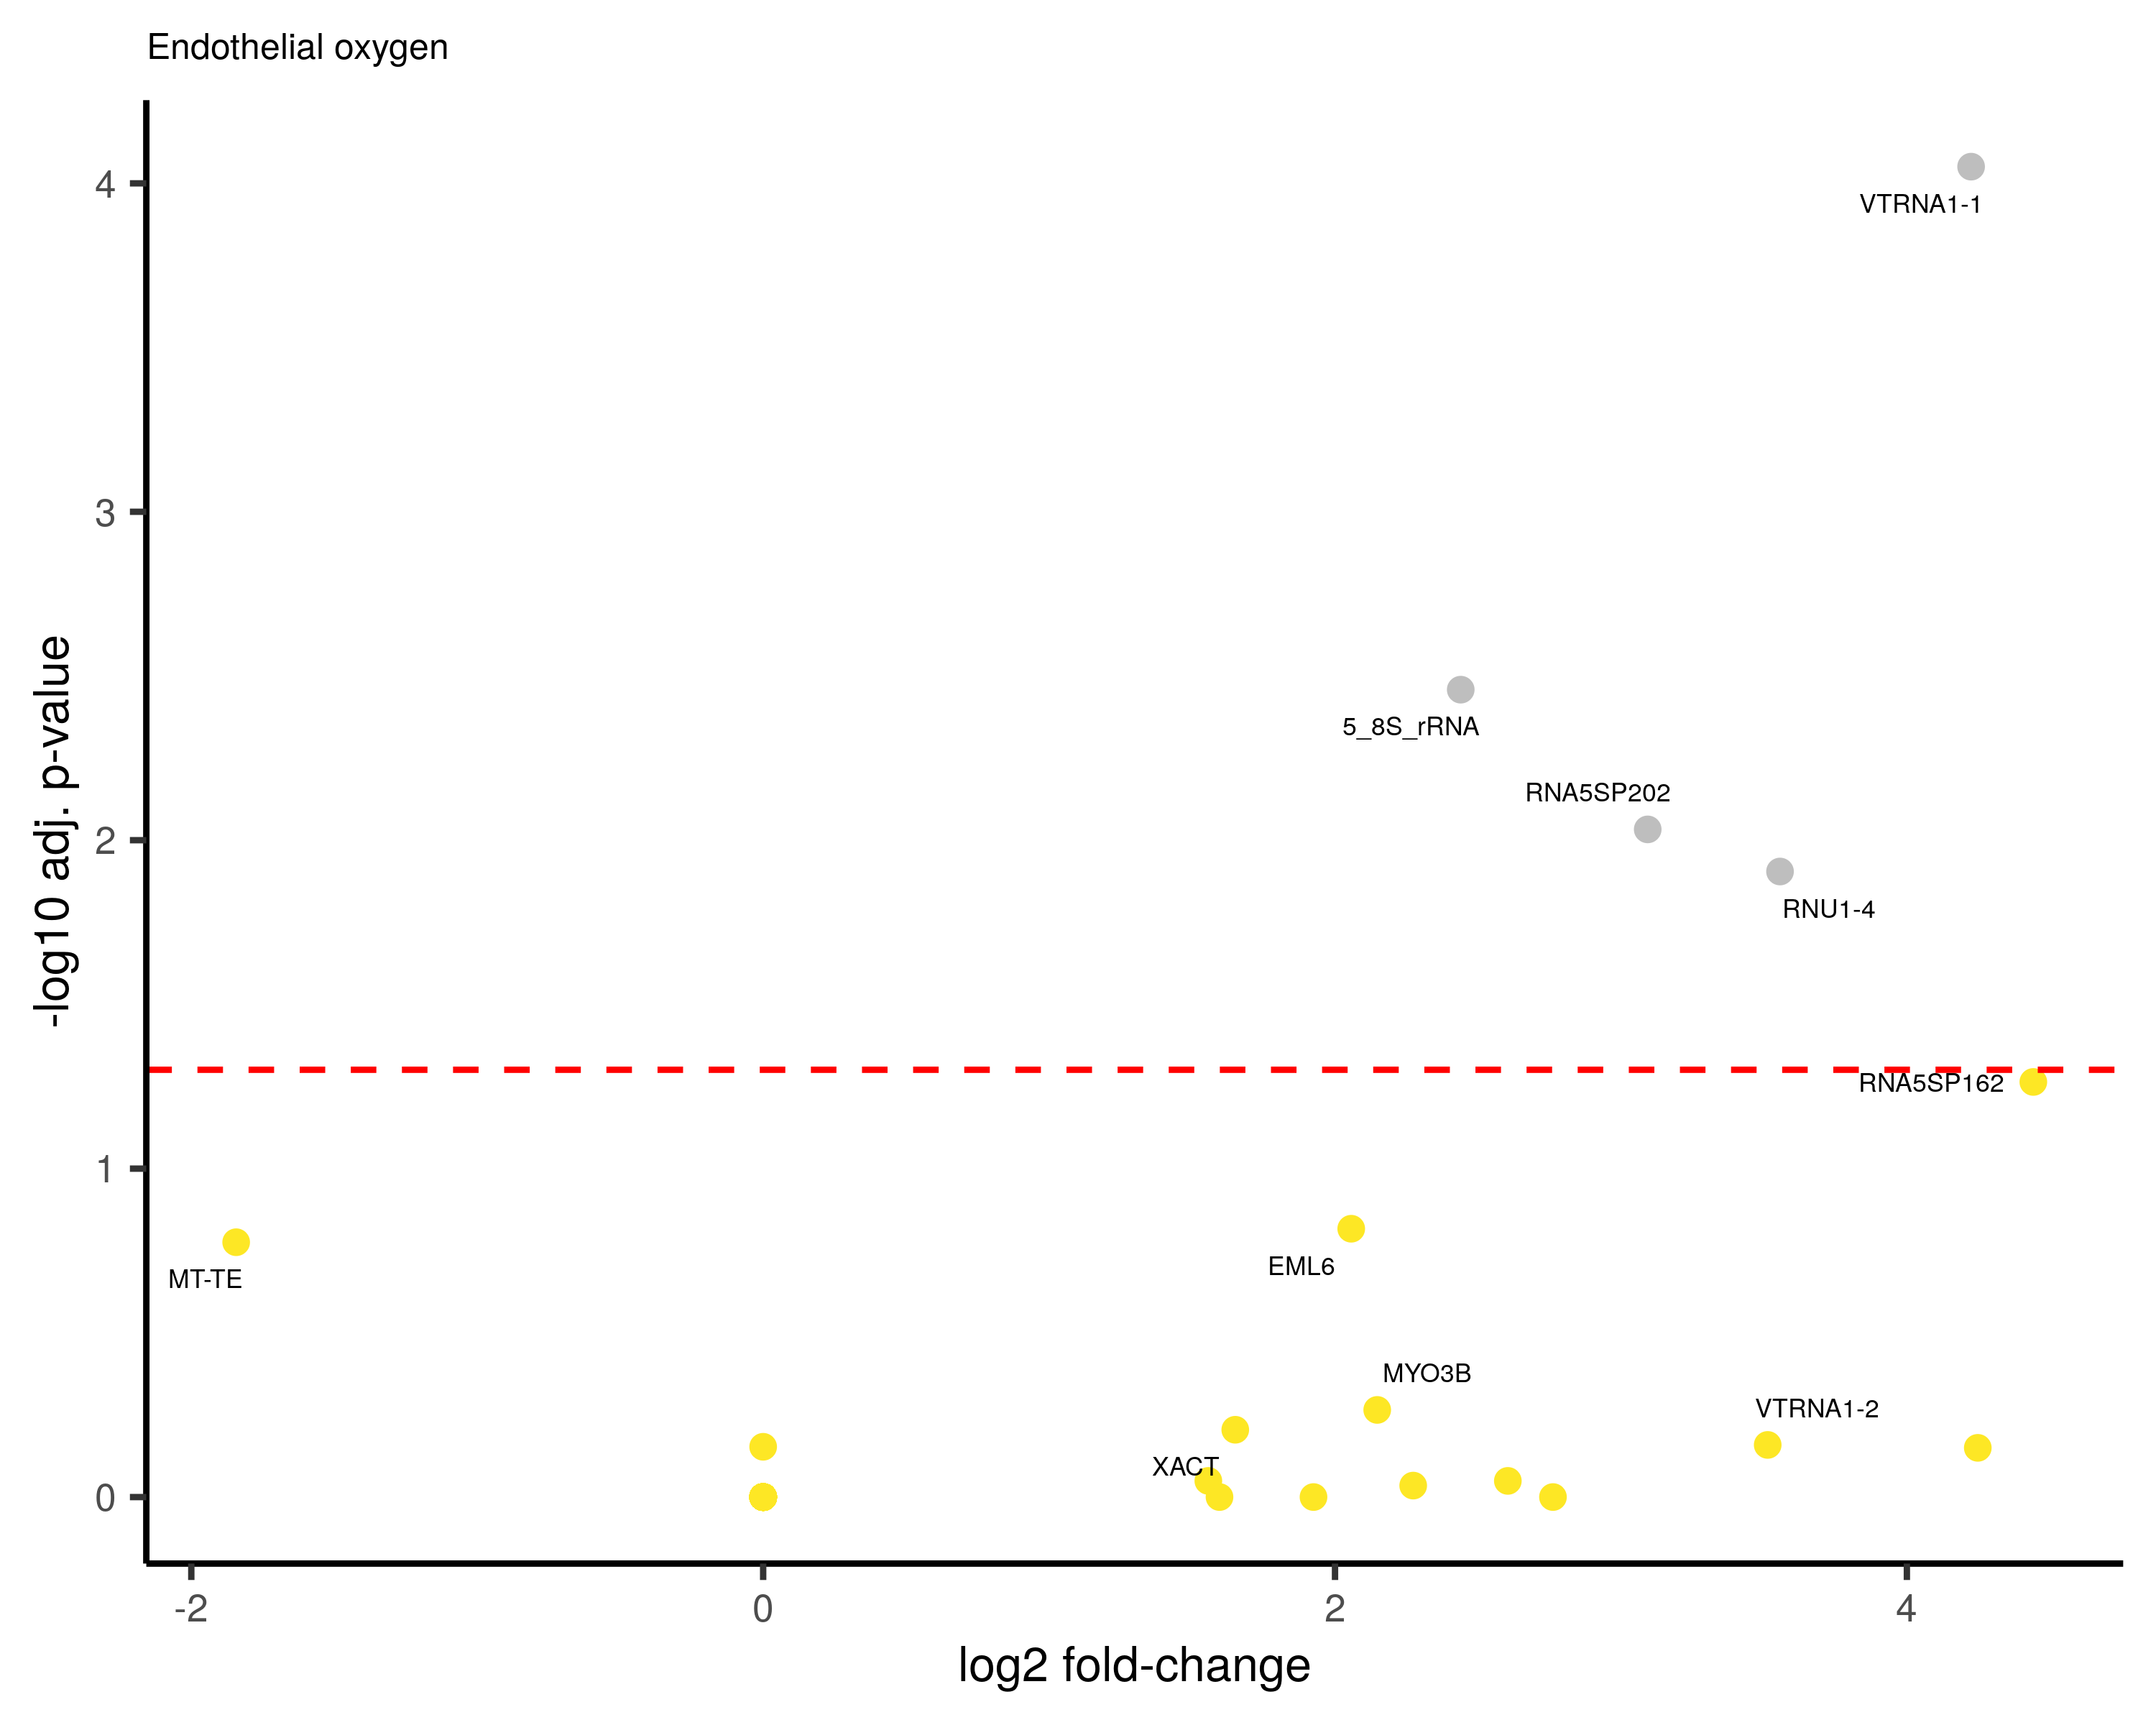 Endothelial oxygen
4
VTRNA1-1
3
5_8S_rRNA
RNA5SP202
2
RNU1-4
RNA5SP162
1
EML6
MT-TE
MYO3B
VTRNA1-2
XACT
0
-2
0
2
4
log2 fold-change
-log10 adj. p-value